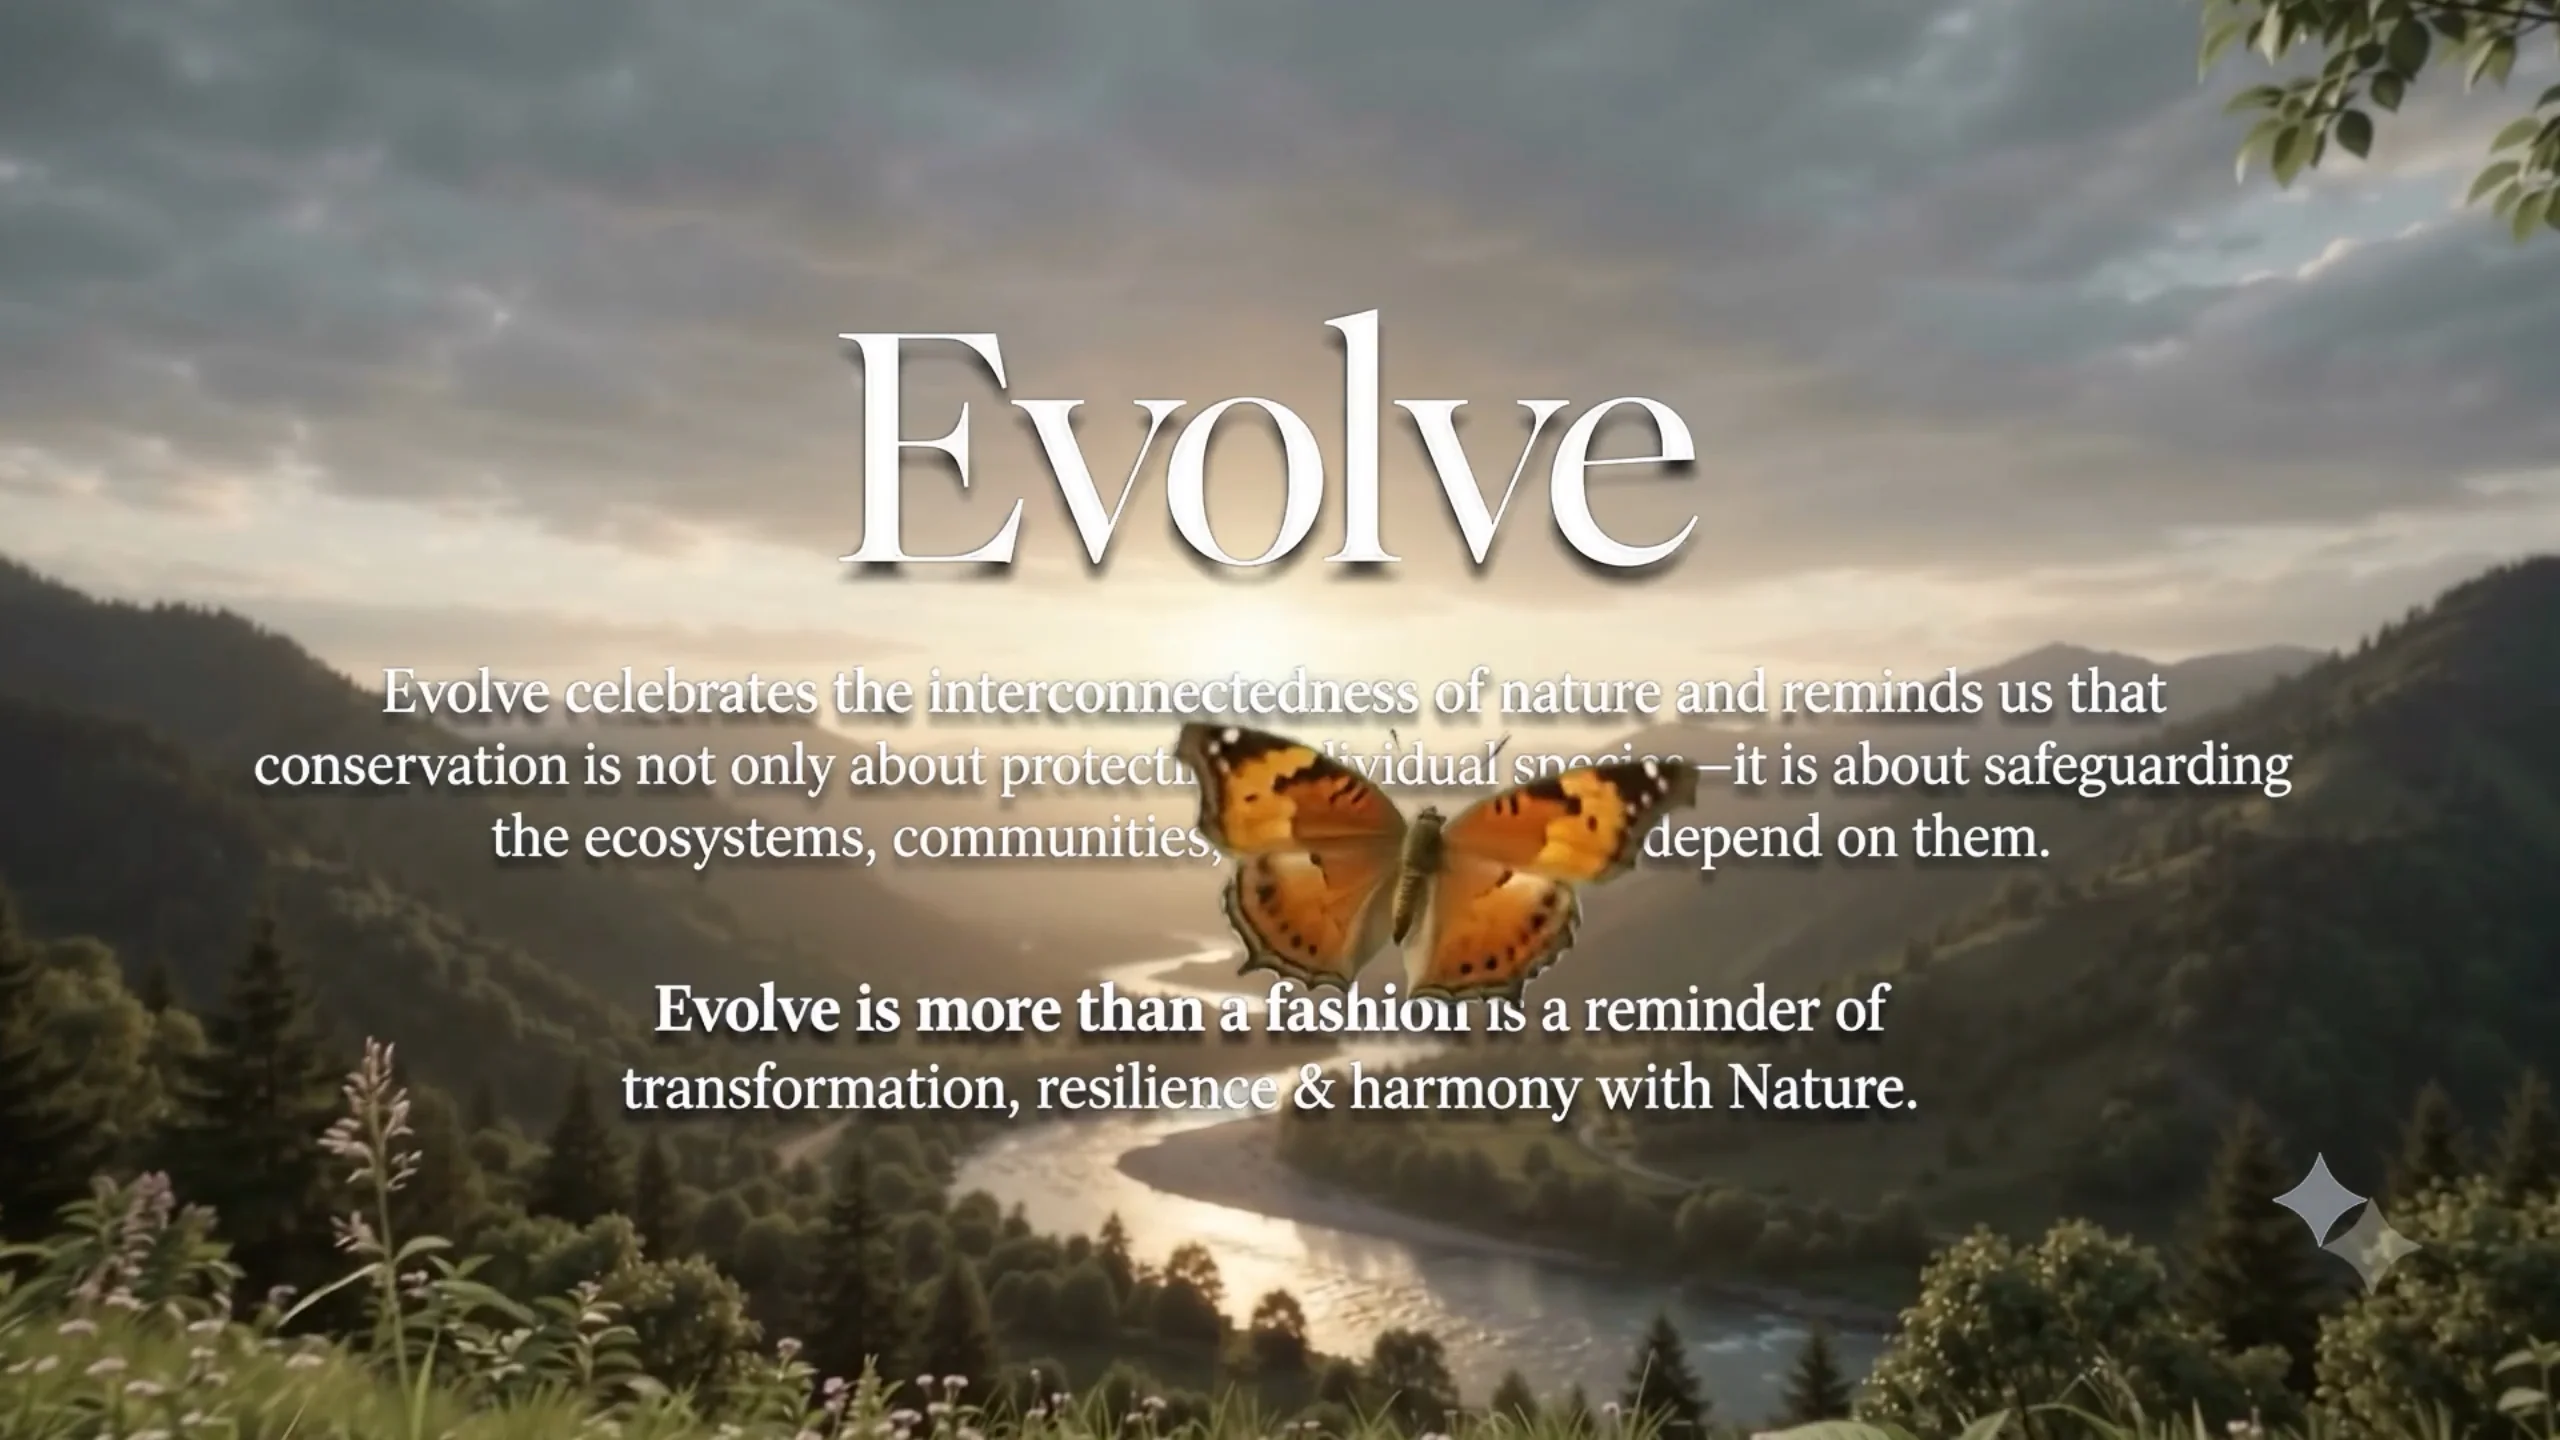 Evolve
Evolve celebrates the interconnectedness of nature and reminds us that
conservation is not only about species—it is about safeguarding
the ecosystems, communities, depend on them.
Evolve is more than a fashion is a reminder of
transformation, resilience & harmony with Nature.